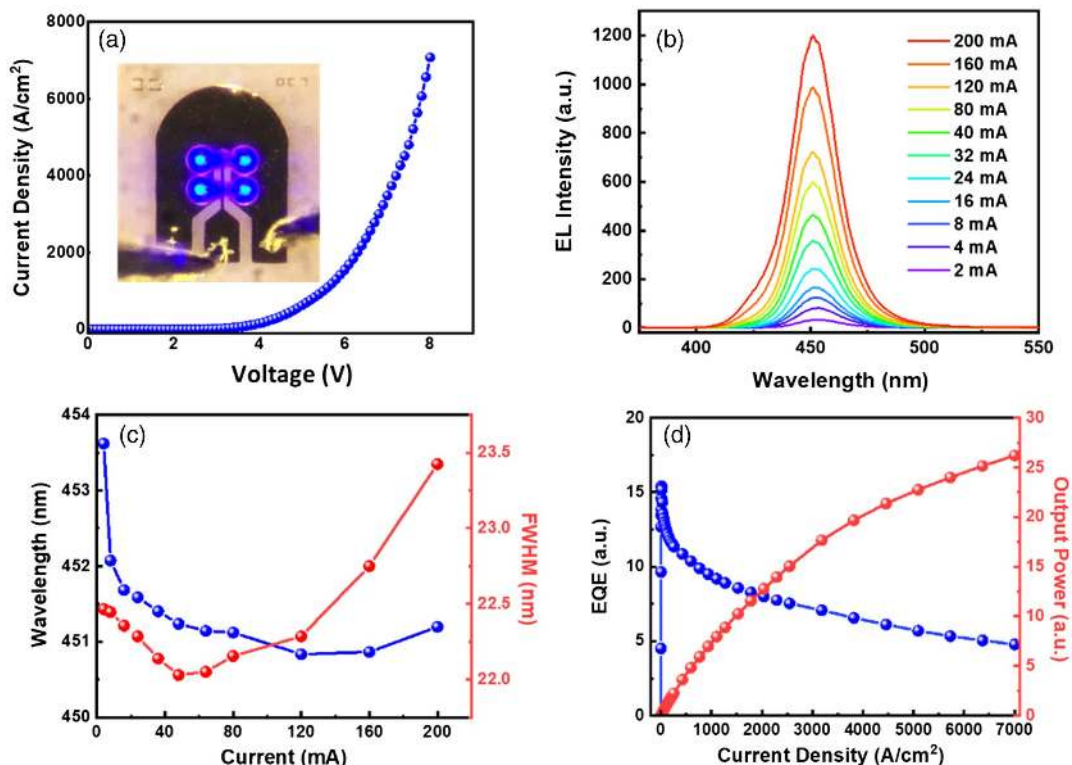 (a)
8000
6000
4000
2000
0
Current Density (A/cm²)
0 2 4 6 8
Voltage (V)
(b)
1200
1000
800
600
400
200
0
EL Intensity (a.u.)
200 mA
160 mA
120 mA
80 mA
40 mA
32 mA
24 mA
16 mA
8 mA
4 mA
2 mA
400 450 500 550
Wavelength (nm)
(c)
454
453
452
451
450
Wavelength (nm)
23.5
23.0
22.5
22.0
FWHM (nm)
0 40 80 120 160 200
Current (mA)
(d)
20
15
10
5
0
EQE (a.u.)
30
25
20
15
10
5
0
Output Power (a.u.)
0 1000 2000 3000 4000 5000 6000 7000
Current Density (A/cm²)